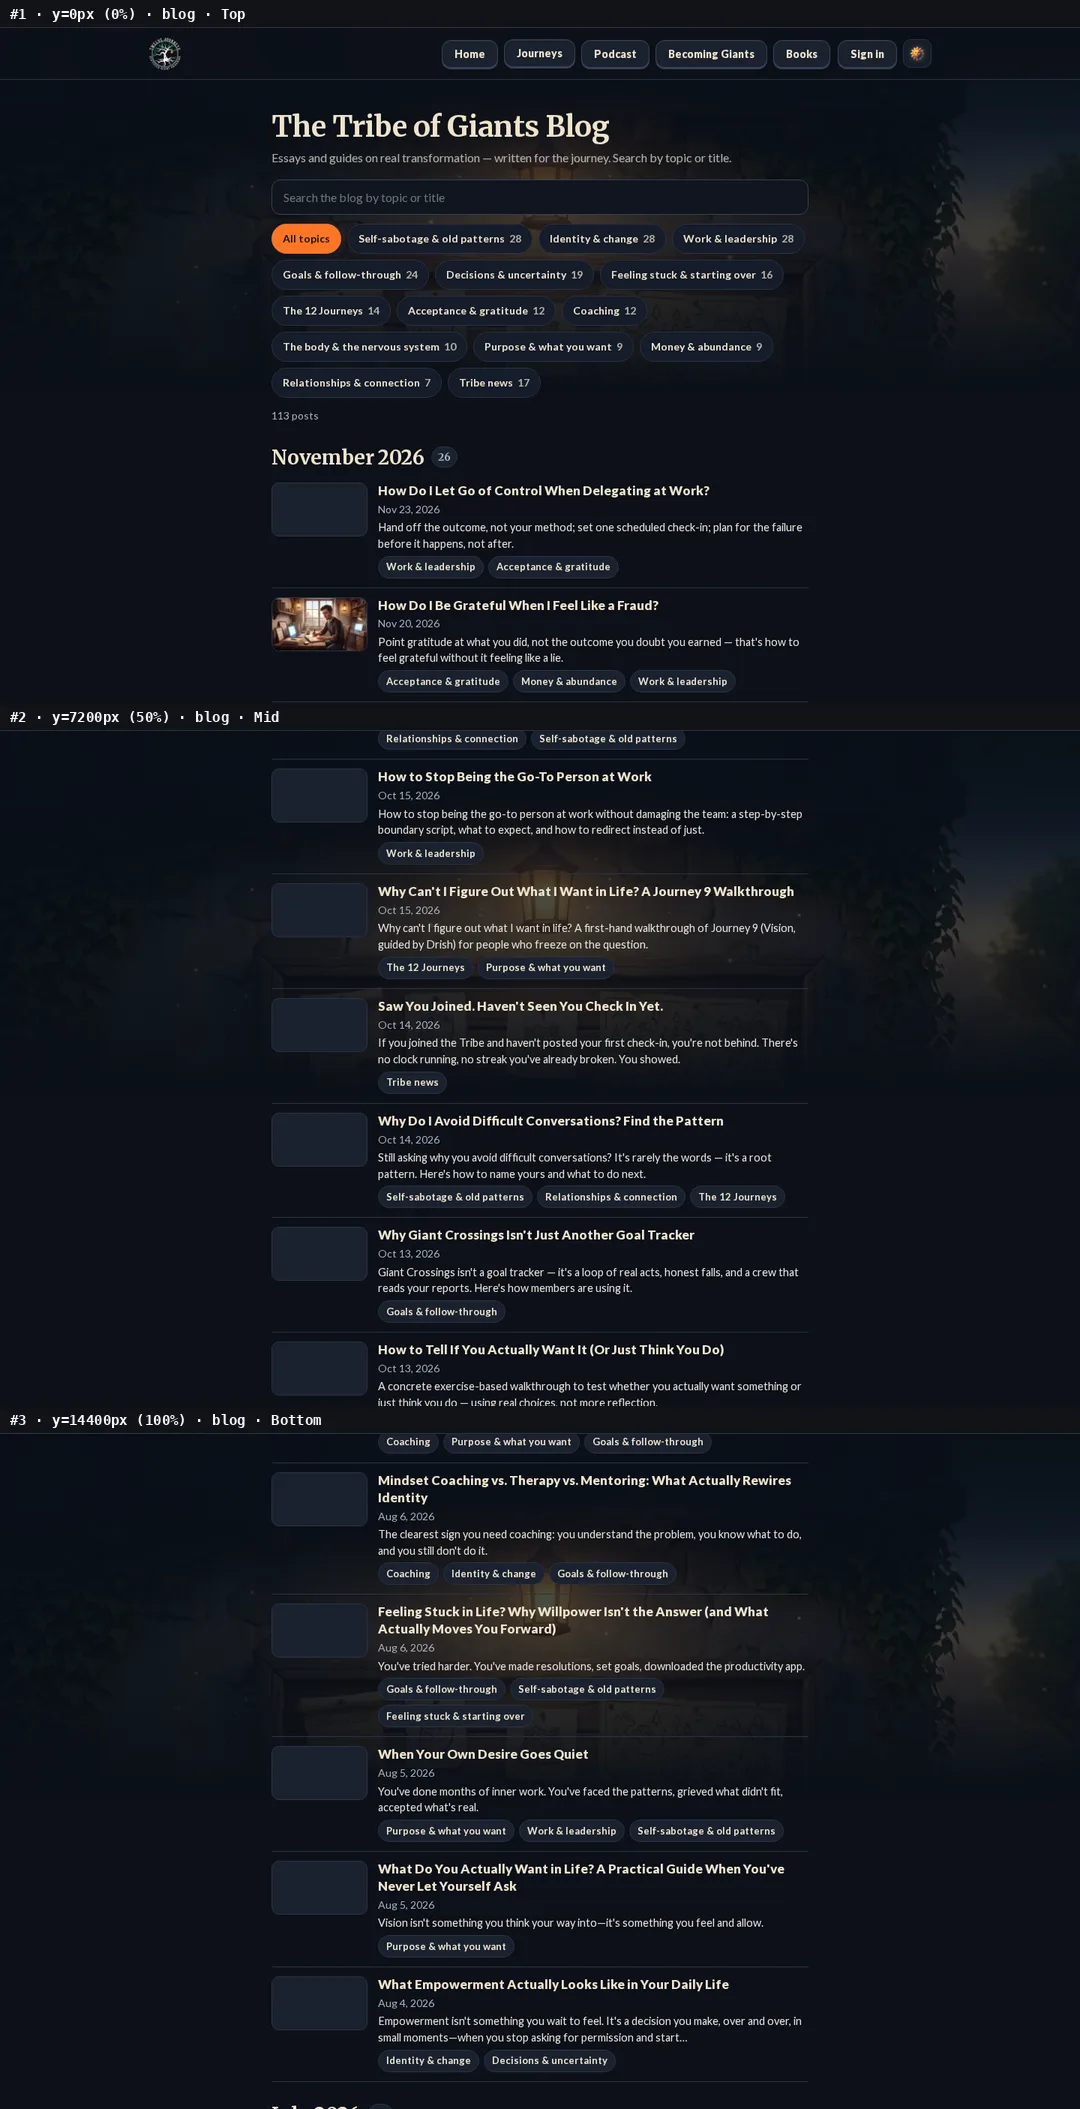 #1 · y=0px (0%) · blog · Top
Home
Journeys
Podcast
Becoming Giants
Books
Sign in
The Tribe of Giants Blog
Essays and guides on real transformation — written for the journey. Search by topic or title.
Search the blog by topic or title
All topics
Self-sabotage & old patterns 28
Identity & change 28
Work & leadership 28
Goals & follow-through 24
Decisions & uncertainty 19
Feeling stuck & starting over 16
The 12 Journeys 14
Acceptance & gratitude 12
Coaching 12
The body & the nervous system 10
Purpose & what you want 9
Money & abundance 9
Relationships & connection 7
Tribe news 17
113 posts
November 2026 26
How Do I Let Go of Control When Delegating at Work?
Nov 23, 2026
Hand off the outcome, not your method; set one scheduled check-in; plan for the failure
before it happens, not after.
Work & leadership
Acceptance & gratitude
How Do I Be Grateful When I Feel Like a Fraud?
Nov 20, 2026
Point gratitude at what you did, not the outcome you doubt you earned — that's how to
feel grateful without it feeling like a lie.
Acceptance & gratitude
Money & abundance
Work & leadership
#2 · y=7200px (50%) · blog · Mid
Relationships & connection
Self-sabotage & old patterns
How to Stop Being the Go-To Person at Work
Oct 15, 2026
How to stop being the go-to person at work without damaging the team: a step-by-step
boundary script, what to expect, and how to redirect instead of just.
Work & leadership
Why Can't I Figure Out What I Want in Life? A Journey 9 Walkthrough
Oct 15, 2026
Why can't I figure out what I want in life? A first-hand walkthrough of Journey 9 (Vision,
guided by Drish) for people who freeze on the question.
The 12 Journeys
Purpose & what you want
Saw You Joined. Haven't Seen You Check In Yet.
Oct 14, 2026
If you joined the Tribe and haven't posted your first check-in, you're not behind. There's
no clock running, no streak you've already broken. You showed.
Tribe news
Why Do I Avoid Difficult Conversations? Find the Pattern
Oct 14, 2026
Still asking why you avoid difficult conversations? It's rarely the words — it's a root
pattern. Here's how to name yours and what to do next.
Self-sabotage & old patterns
Relationships & connection
The 12 Journeys
Why Giant Crossings Isn't Just Another Goal Tracker
Oct 13, 2026
Giant Crossings isn't a goal tracker — it's a loop of real acts, honest falls, and a crew that
reads your reports. Here's how members are using it.
Goals & follow-through
How to Tell If You Actually Want It (Or Just Think You Do)
Oct 13, 2026
A concrete exercise-based walkthrough to test whether you actually want something or
just think you do — using real choices, not more reflection.
#3 · y=14400px (100%) · blog · Bottom
Coaching
Purpose & what you want
Goals & follow-through
Mindset Coaching vs. Therapy vs. Mentoring: What Actually Rewires
Identity
Aug 6, 2026
The clearest sign you need coaching: you understand the problem, you know what to do,
and you still don't do it.
Coaching
Identity & change
Goals & follow-through
Feeling Stuck in Life? Why Willpower Isn't the Answer (and What
Actually Moves You Forward)
Aug 6, 2026
You've tried harder. You've made resolutions, set goals, downloaded the productivity app.
Goals & follow-through
Self-sabotage & old patterns
Feeling stuck & starting over
When Your Own Desire Goes Quiet
Aug 5, 2026
You've done months of inner work. You've faced the patterns, grieved what didn't fit,
accepted what's real.
Purpose & what you want
Work & leadership
Self-sabotage & old patterns
What Do You Actually Want in Life? A Practical Guide When You've
Never Let Yourself Ask
Aug 5, 2026
Vision isn't something you think your way into—it's something you feel and allow.
Purpose & what you want
What Empowerment Actually Looks Like in Your Daily Life
Aug 4, 2026
Empowerment isn't something you wait to feel. It's a decision you make, over and over, in
small moments—when you stop asking for permission and start…
Identity & change
Decisions & uncertainty